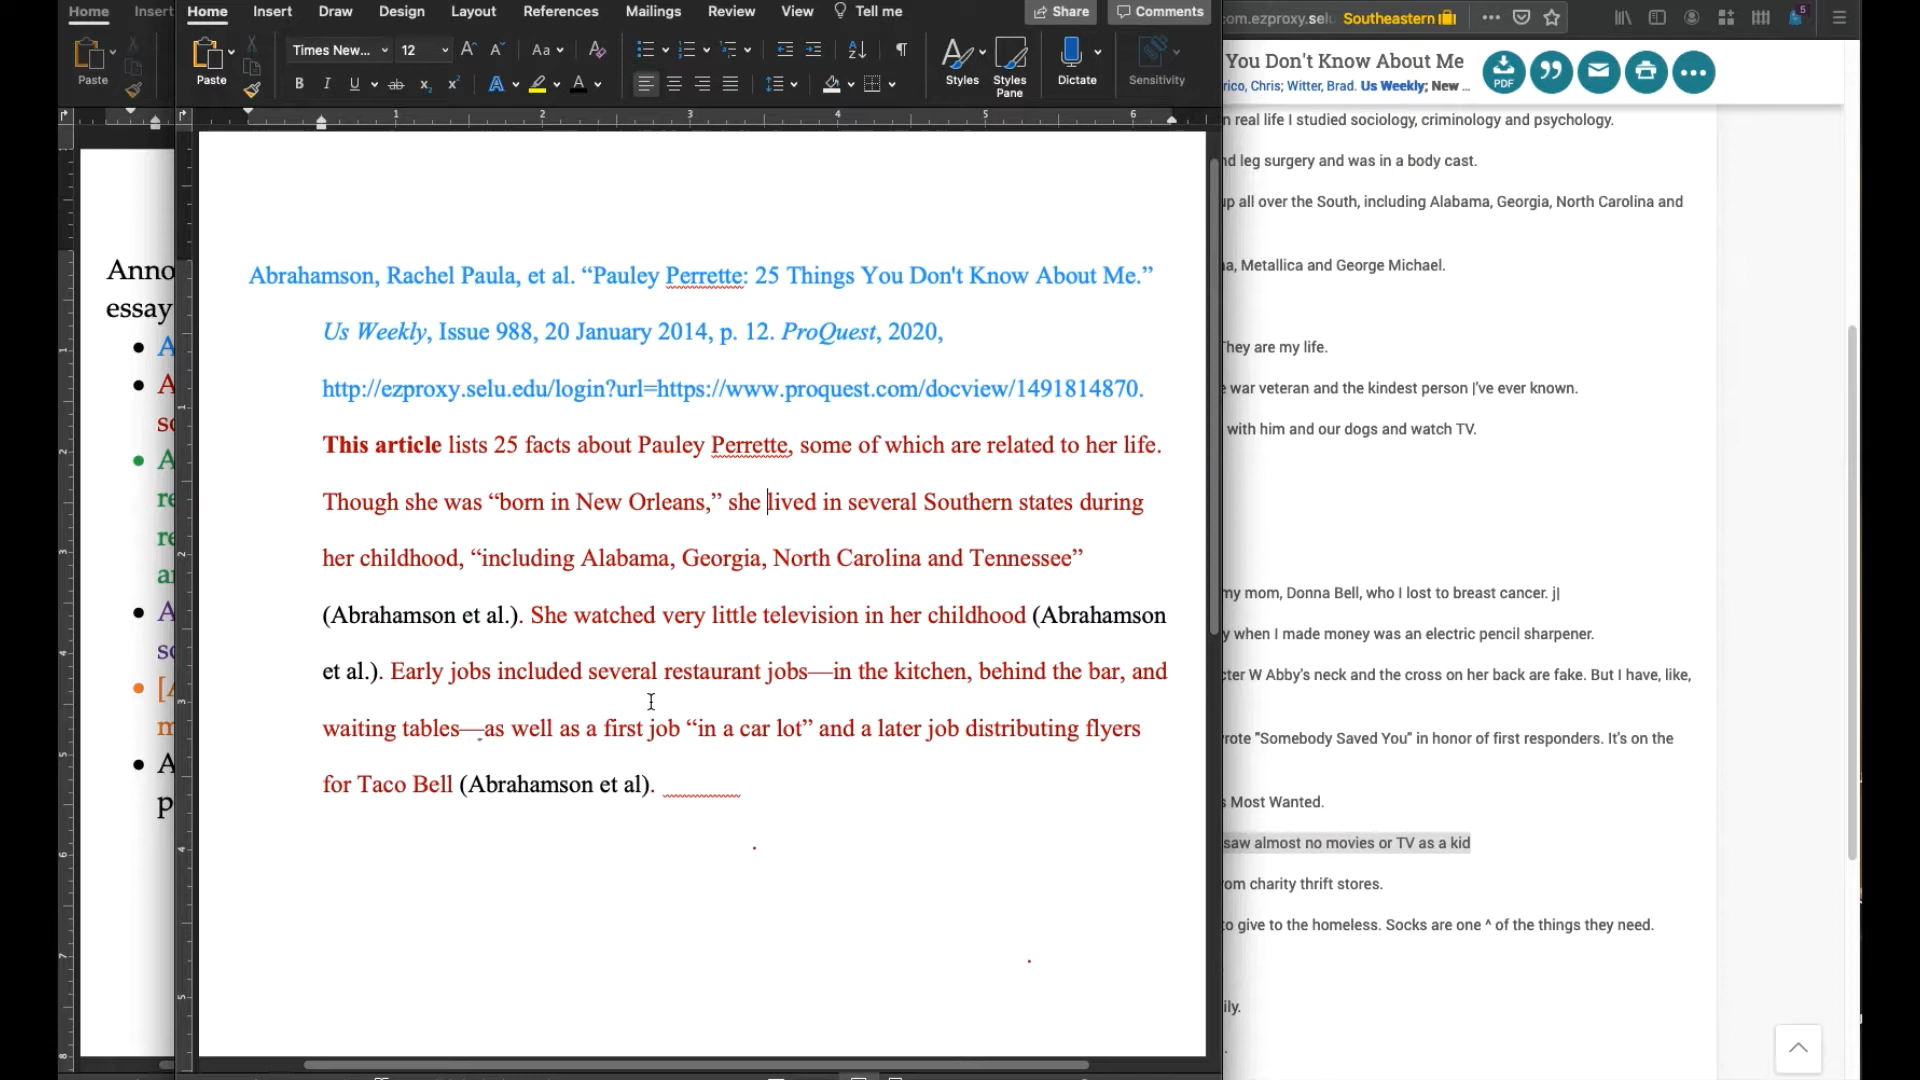 Home Insert
Home Insert Draw Design Layout References Mailings Review View Tell me Share Comments
Paste
Paste Times New... 12 Aa Styles Styles Pane Dictate Sensitivity
Anno
essay
Abrahamson, Rachel Paula, et al. “Pauley Perrette: 25 Things You Don't Know About Me.”
Us Weekly, Issue 988, 20 January 2014, p. 12. ProQuest, 2020,
http://ezproxy.selu.edu/login?url=https://www.proquest.com/docview/1491814870.
This article lists 25 facts about Pauley Perrette, some of which are related to her life.
Though she was “born in New Orleans,” she lived in several Southern states during
her childhood, “including Alabama, Georgia, North Carolina and Tennessee”
(Abrahamson et al.). She watched very little television in her childhood (Abrahamson
et al.). Early jobs included several restaurant jobs—in the kitchen, behind the bar, and
waiting tables—as well as a first job “in a car lot” and a later job distributing flyers
for Taco Bell (Abrahamson et al).
com.ezproxy.selu Southeastern
You Don't Know About Me
rico, Chris; Witter, Brad. Us Weekly; New ...
PDF
n real life I studied sociology, criminology and psychology.
nd leg surgery and was in a body cast.
up all over the South, including Alabama, Georgia, North Carolina and
a, Metallica and George Michael.
They are my life.
e war veteran and the kindest person |'ve ever known.
with him and our dogs and watch TV.
my mom, Donna Bell, who I lost to breast cancer. j|
y when I made money was an electric pencil sharpener.
cter W Abby's neck and the cross on her back are fake. But I have, like,
rote "Somebody Saved You" in honor of first responders. It's on the
s Most Wanted.
saw almost no movies or TV as a kid
om charity thrift stores.
to give to the homeless. Socks are one ^ of the things they need.
ily.